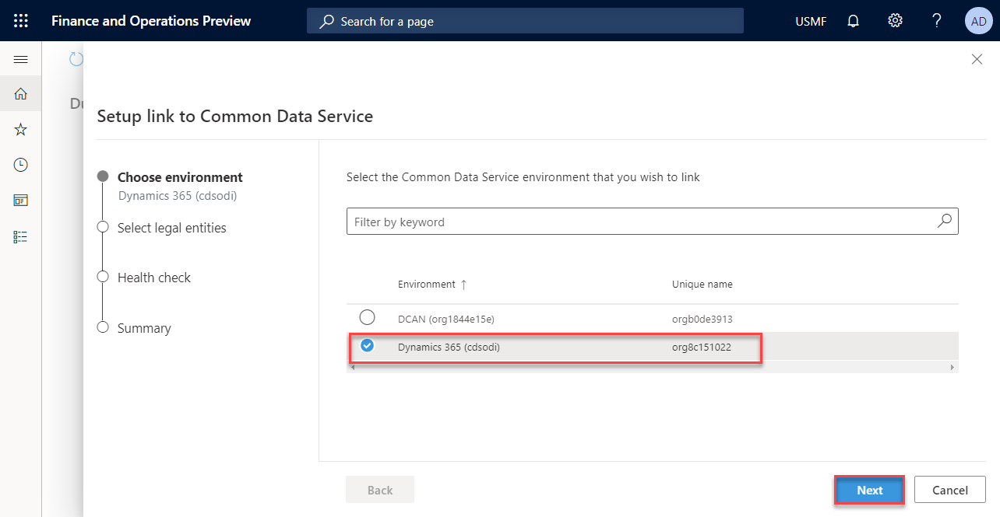 Finance and Operations Preview
Search for a page
USMF
?
AD
Setup link to Common Data Service
Choose environment
Dynamics 365 (cdsodi)
Select legal entities
Health check
Summary
Select the Common Data Service environment that you wish to link
Filter by keyword
Environment ↑ Unique name
DCAN (org1844e15e) orgb0de3913
Dynamics 365 (cdsodi) org8c151022
Back
Next
Cancel